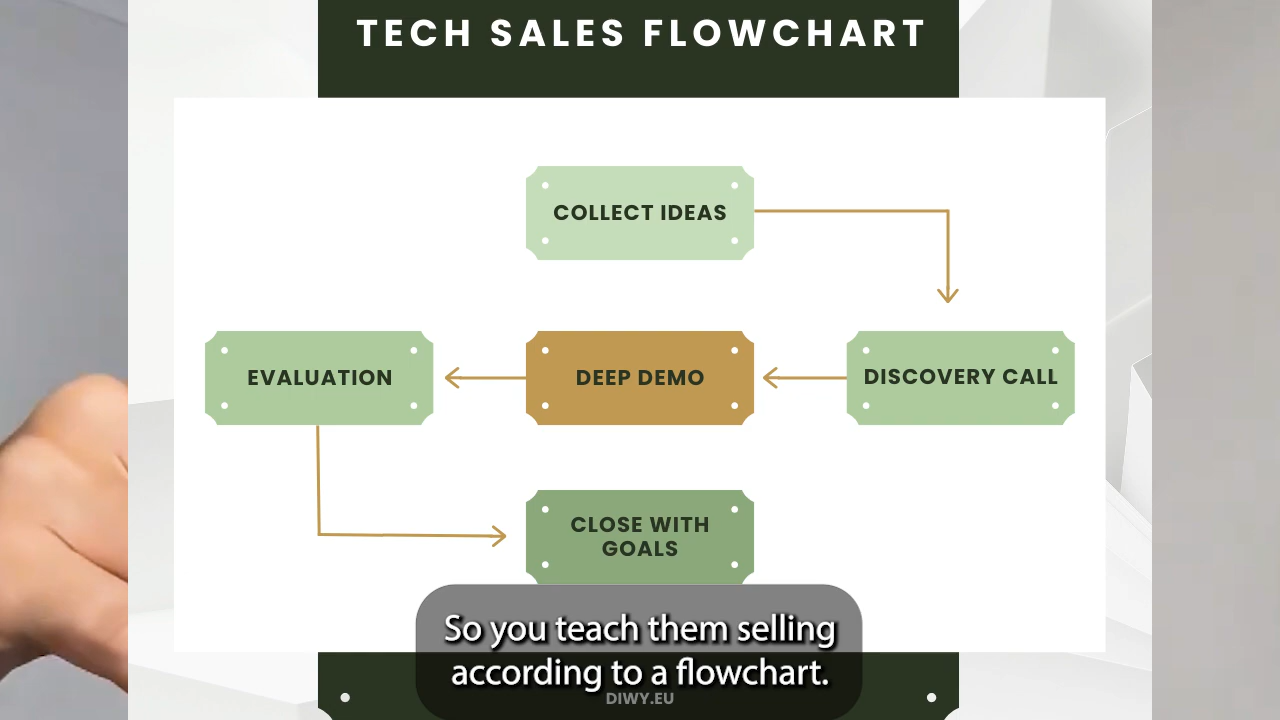 TECH SALES FLOWCHART
COLLECT IDEAS
EVALUATION
DEEP DEMO
DISCOVERY CALL
CLOSE WITH
GOALS
So you teach them selling
according to a flowchart.
DIWY.EU